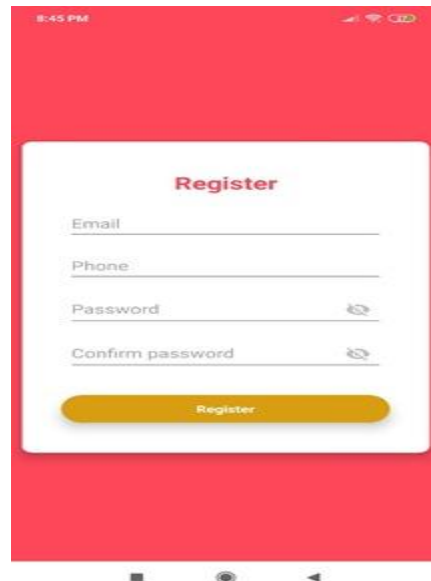 8:45 PM
Register
Email
Phone
Password
Confirm password
Register